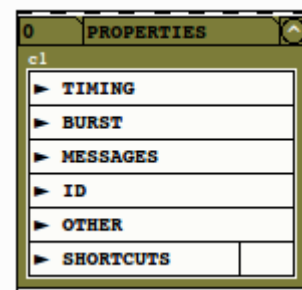 0 PROPERTIES
c1
TIMING
BURST
MESSAGES
ID
OTHER
SHORTCUTS